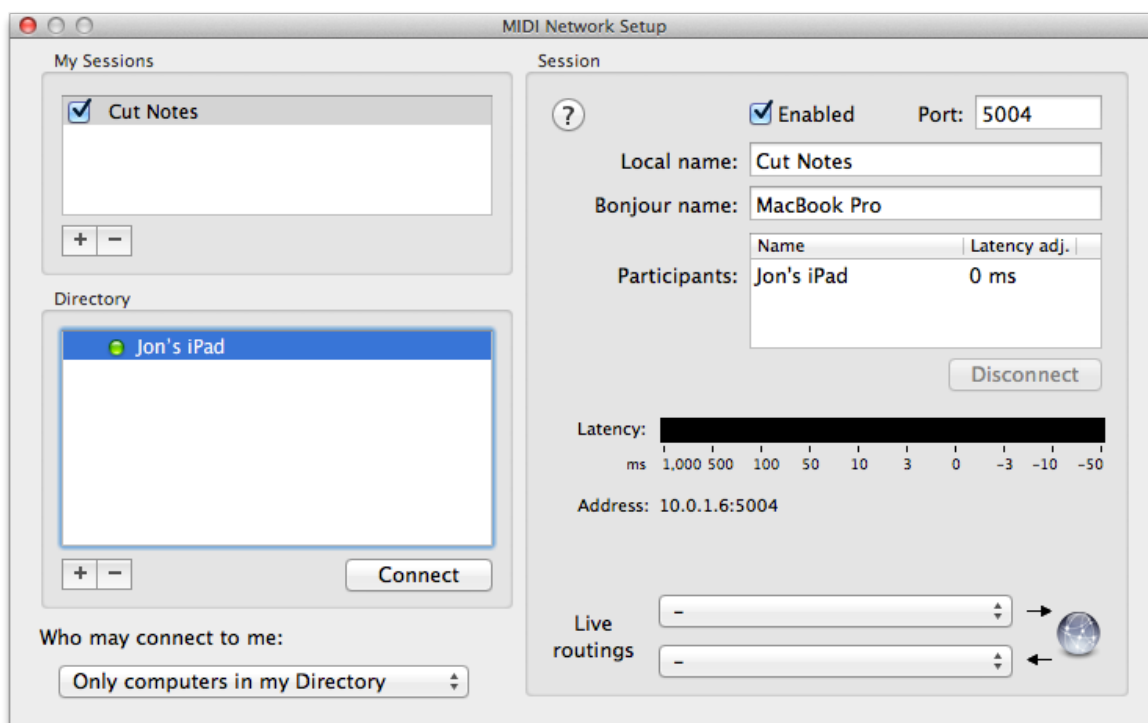 MIDI Network Setup
My Sessions
Cut Notes
+ −
Directory
Jon's iPad
+ −
Connect
Who may connect to me:
Only computers in my Directory
Session
?
Enabled
Port: 5004
Local name: Cut Notes
Bonjour name: MacBook Pro
Name Latency adj.
Participants: Jon's iPad 0 ms
Disconnect
Latency:
ms 1,000 500 100 50 10 3 0 -3 -10 -50
Address: 10.0.1.6:5004
Live
routings
-
-